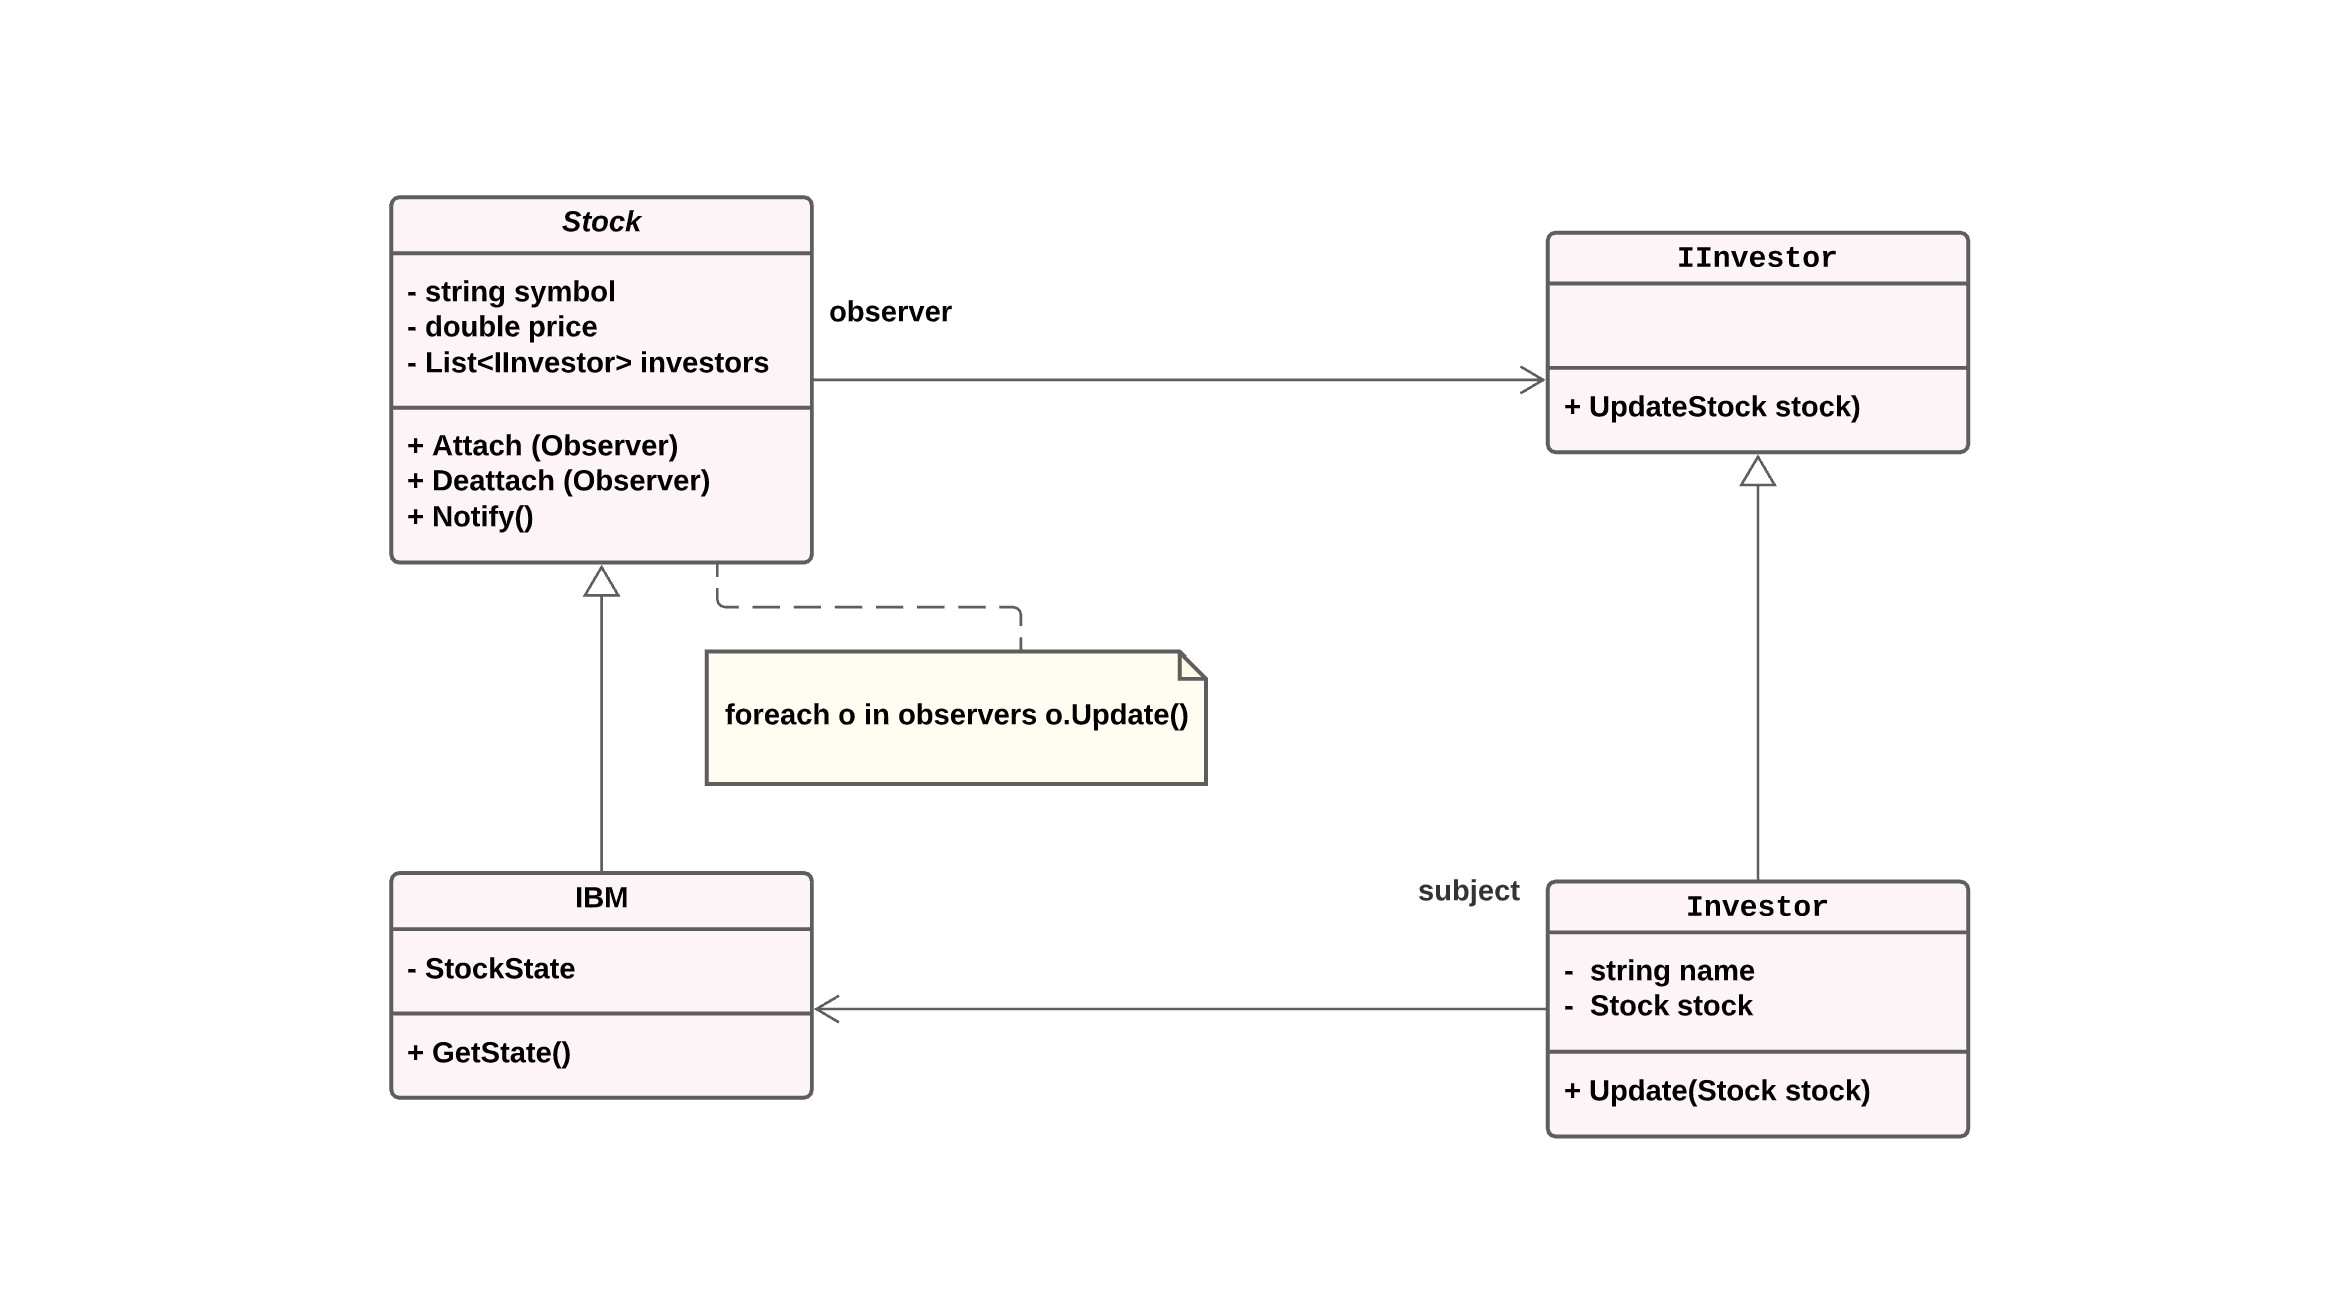 Stock
- string symbol
- double price
- List<IInvestor> investors
+ Attach (Observer)
+ Deattach (Observer)
+ Notify()
observer
IInvestor
+ UpdateStock stock)
foreach o in observers o.Update()
IBM
- StockState
+ GetState()
subject
Investor
- string name
- Stock stock
+ Update(Stock stock)